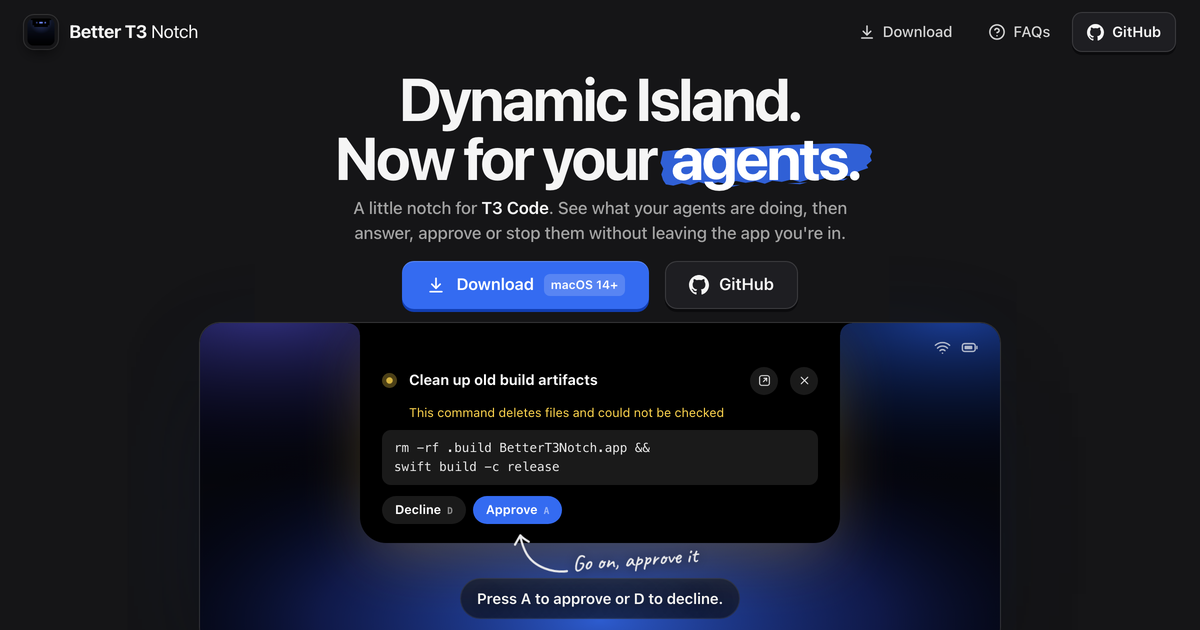 Better T3 Notch
Download
FAQs
GitHub
Dynamic Island.
Now for your agents.
A little notch for T3 Code. See what your agents are doing, then
answer, approve or stop them without leaving the app you're in.
Download macOS 14+
GitHub
Clean up old build artifacts
This command deletes files and could not be checked
rm -rf .build BetterT3Notch.app &&
swift build -c release
Decline D
Approve A
Go on, approve it
Press A to approve or D to decline.